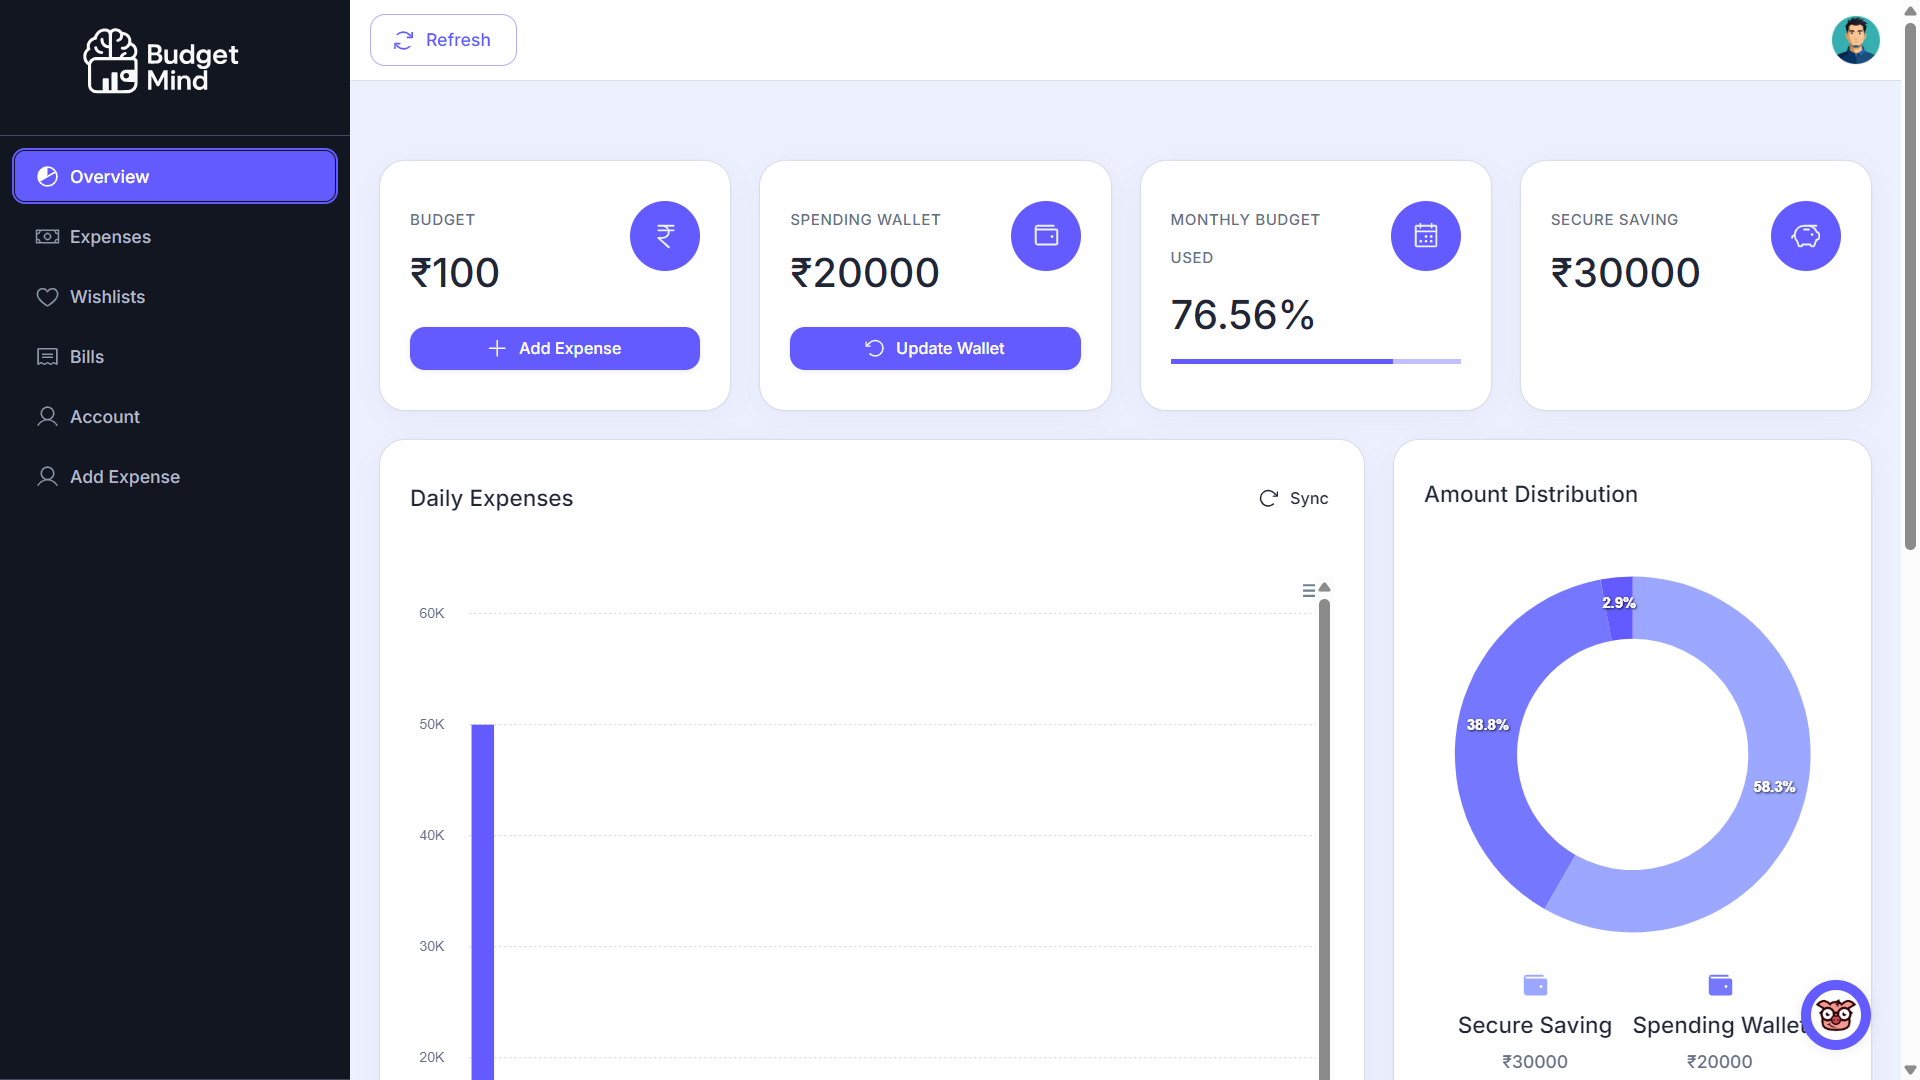 Budget
Mind
Refresh
Overview
Expenses
Wishlists
Bills
Account
Add Expense
BUDGET
₹100
Add Expense
SPENDING WALLET
₹20000
Update Wallet
MONTHLY BUDGET
USED
76.56%
SECURE SAVING
₹30000
Daily Expenses
Sync
60K
50K
40K
30K
20K
Amount Distribution
2.9%
38.8%
58.3%
Secure Saving
₹30000
Spending Wallet
₹20000